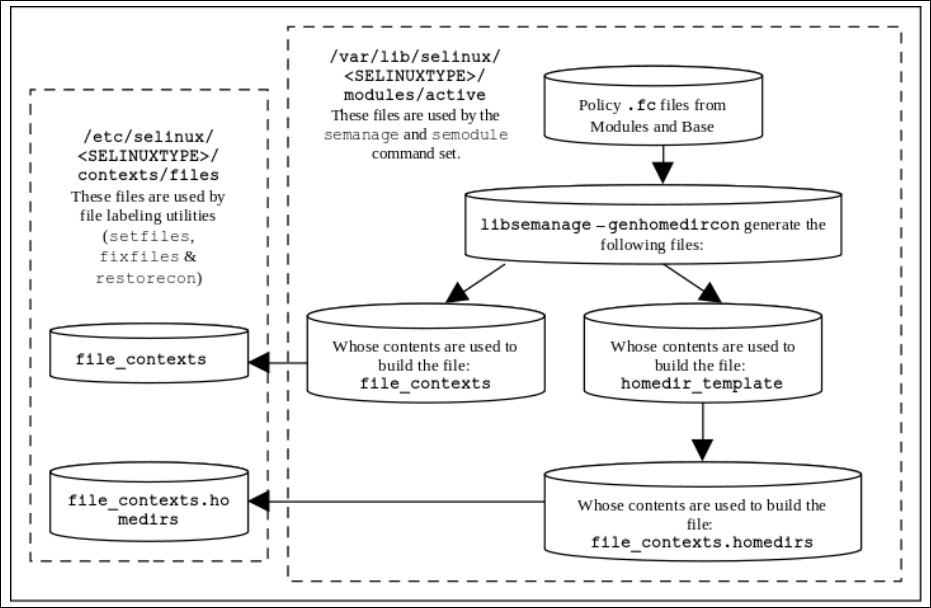 /var/lib/selinux/
<SELINUXTYPE>/
modules/active
These files are used by the
semanage and semodule
command set.
Policy .fc files from
Modules and Base
/etc/selinux/
<SELINUXTYPE>/
contexts/files
These files are used by
file labeling utilities
(setfiles,
fixfiles &
restorecon)
libsemanage – genhomedircon generate the
following files:
Whose contents are used to
build the file:
file_contexts
Whose contents are used to
build the file:
homedir_template
file_contexts
file_contexts.ho
medirs
Whose contents are used to build the
file:
file_contexts.homedirs